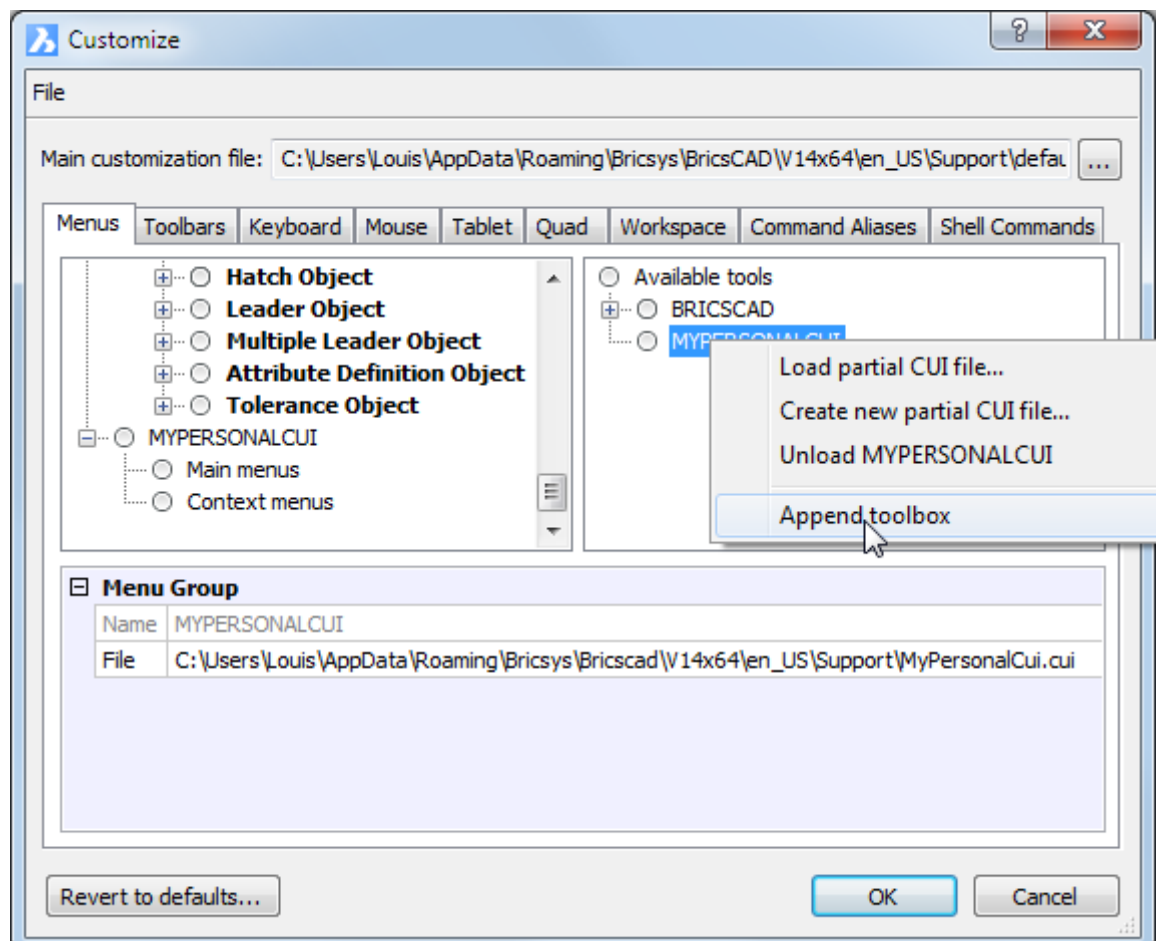 Customize
File
Main customization file: C:\Users\Louis\AppData\Roaming\Bricsys\BricsCAD\V14x64\en_US\Support\defau ...
Menus Toolbars Keyboard Mouse Tablet Quad Workspace Command Aliases Shell Commands
Hatch Object
Leader Object
Multiple Leader Object
Attribute Definition Object
Tolerance Object
MYPERSONALCUI
Main menus
Context menus
Available tools
BRICSCAD
MYPERSONALCUI
Load partial CUI file...
Create new partial CUI file...
Unload MYPERSONALCUI
Append toolbox
Menu Group
Name MYPERSONALCUI
File C:\Users\Louis\AppData\Roaming\Bricsys\Bricscad\V14x64\en_US\Support\MyPersonalCui.cui
Revert to defaults... OK Cancel